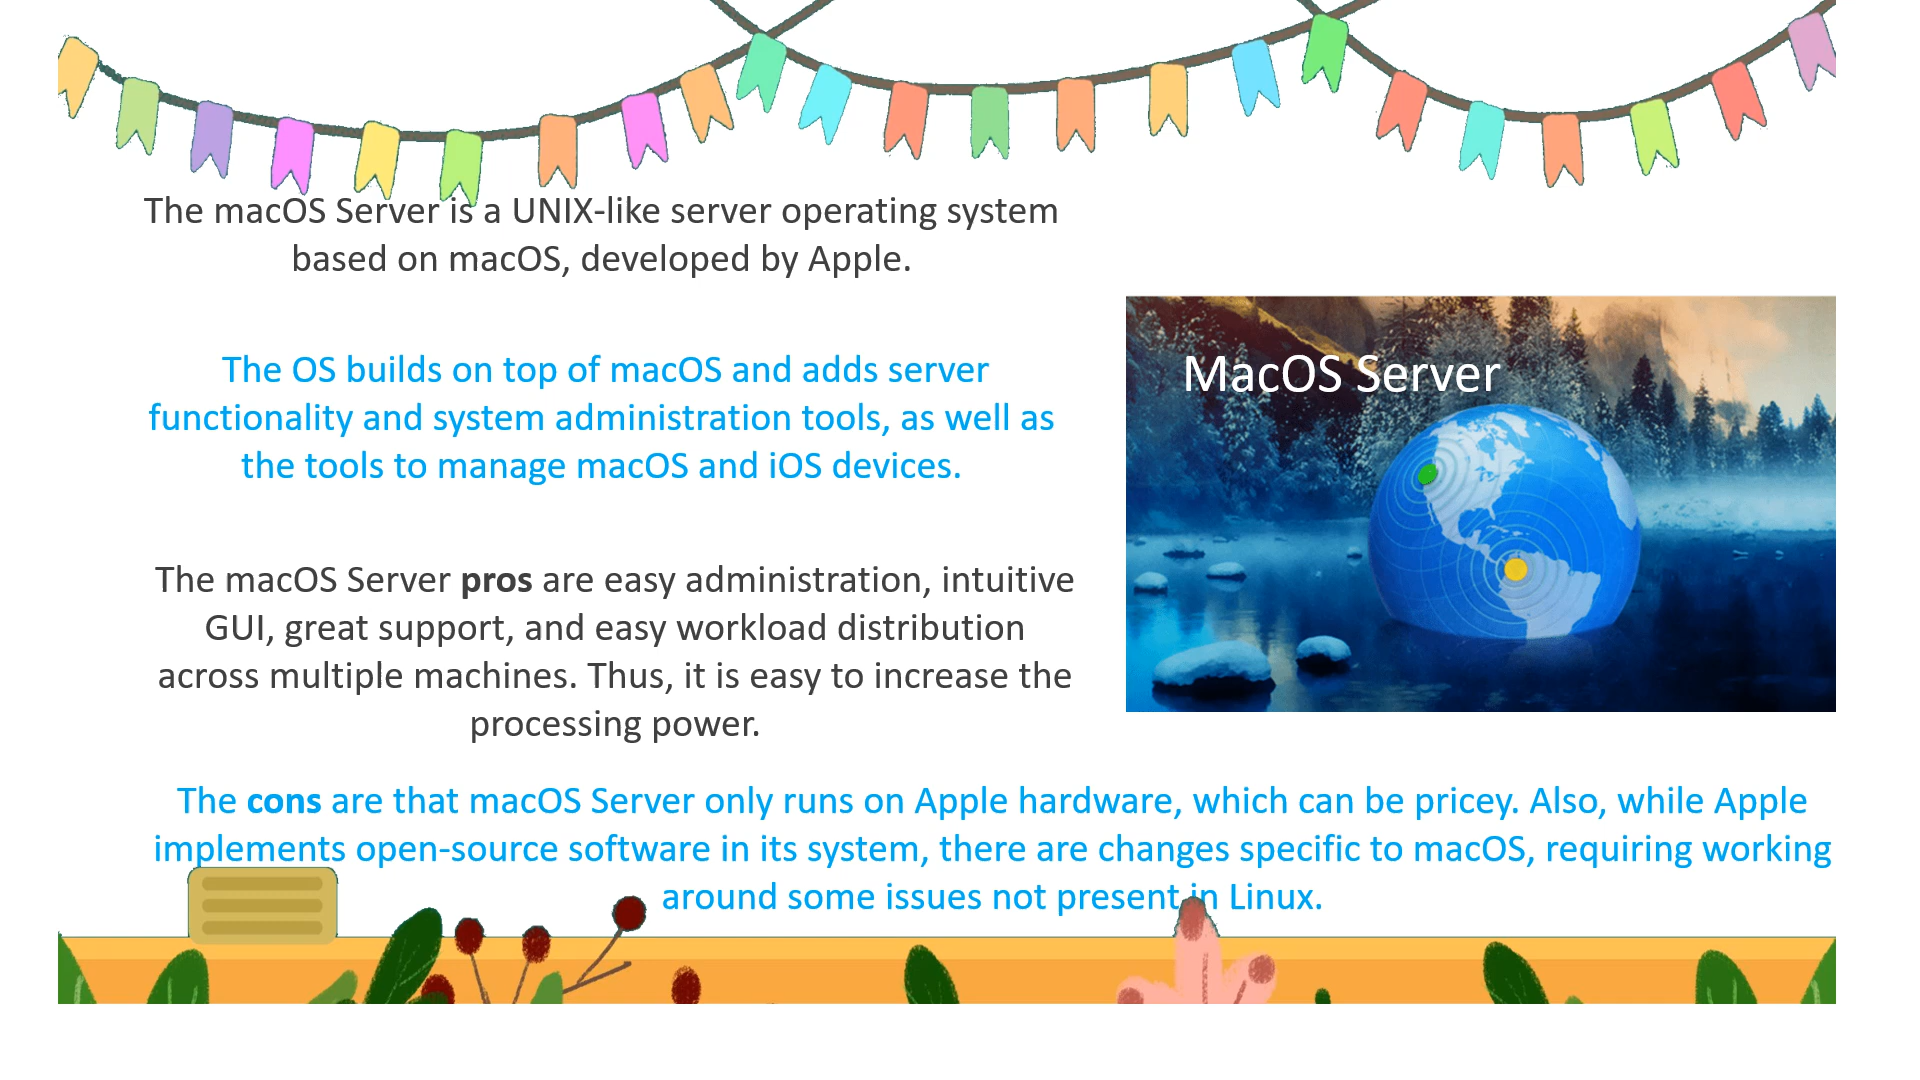 The macOS Server is a UNIX-like server operating system
based on macOS, developed by Apple.
The OS builds on top of macOS and adds server
functionality and system administration tools, as well as
the tools to manage macOS and iOS devices.
MacOS Server
The macOS Server pros are easy administration, intuitive
GUI, great support, and easy workload distribution
across multiple machines. Thus, it is easy to increase the
processing power.
The cons are that macOS Server only runs on Apple hardware, which can be pricey. Also, while Apple
implements open-source software in its system, there are changes specific to macOS, requiring working
around some issues not present in Linux.